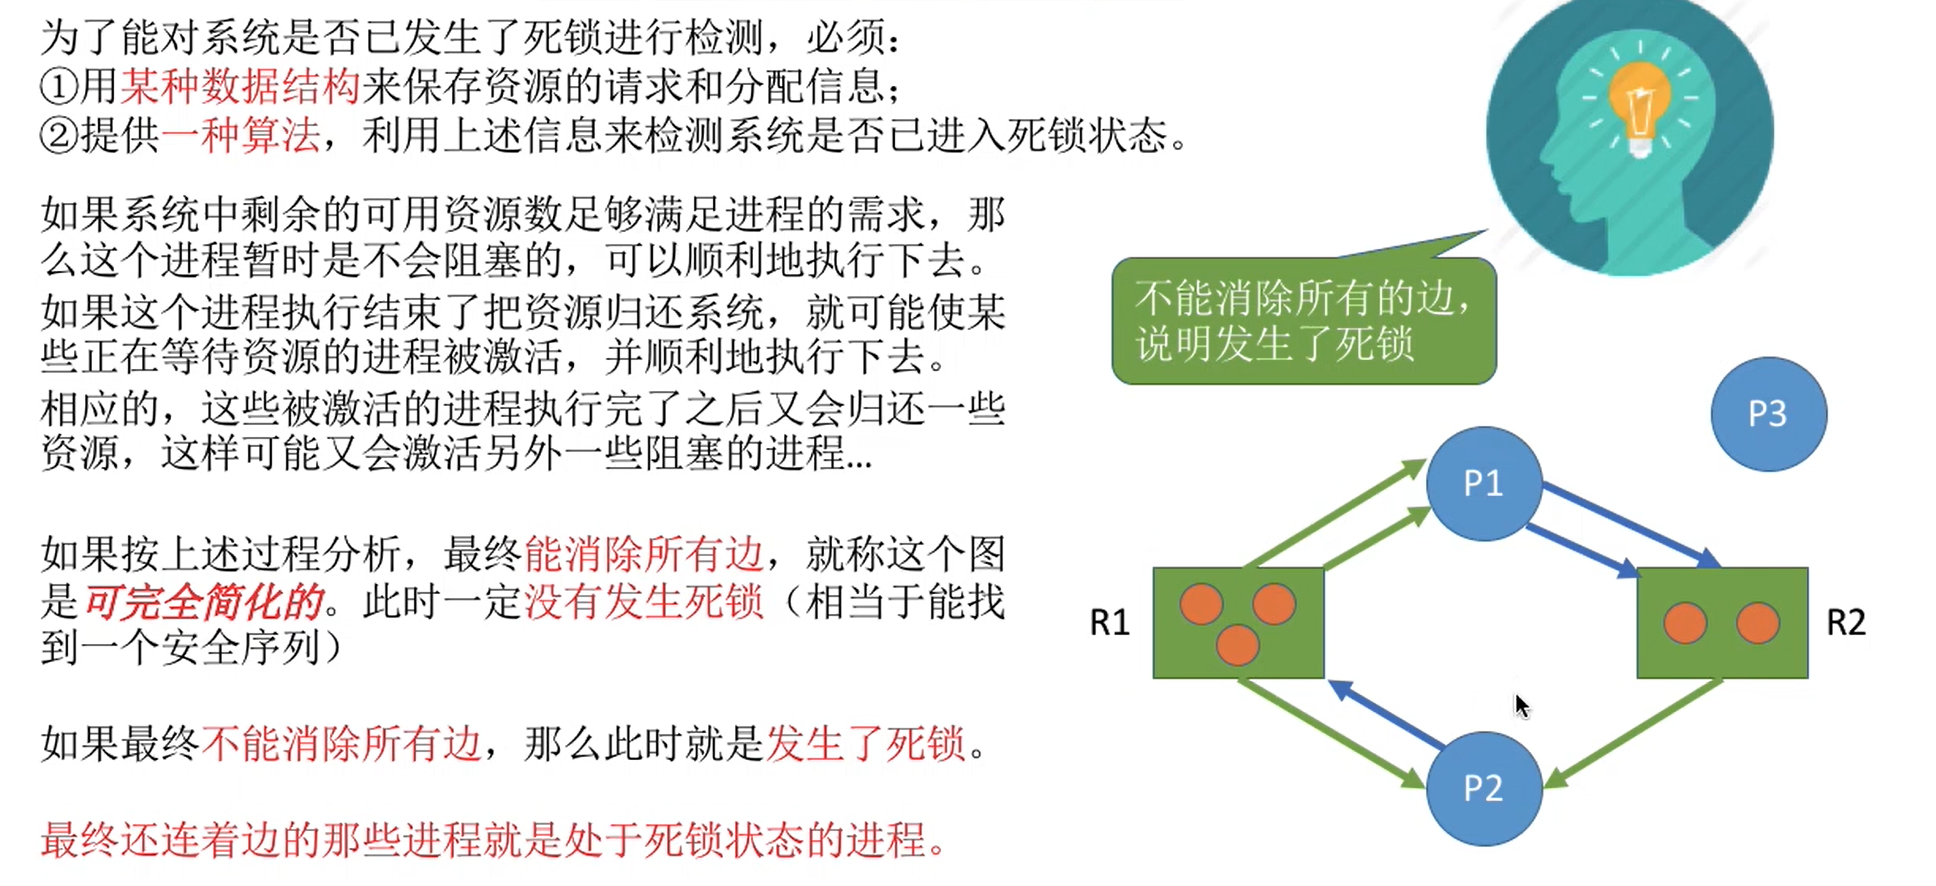 为了能对系统是否已发生了死锁进行检测，必须：
①用某种数据结构来保存资源的请求和分配信息；
②提供一种算法，利用上述信息来检测系统是否已进入死锁状态。
如果系统中剩余的可用资源数足够满足进程的需求，那
么这个进程暂时是不会阻塞的，可以顺利地执行下去。
如果这个进程执行结束了把资源归还系统，就可能使某
些正在等待资源的进程被激活，并顺利地执行下去。
相应的，这些被激活的进程执行完了之后又会归还一些
资源，这样可能又会激活另外一些阻塞的进程...
如果按上述过程分析，最终能消除所有边，就称这个图
是可完全简化的。此时一定没有发生死锁（相当于能找
到一个安全序列）
如果最终不能消除所有边，那么此时就是发生了死锁。
最终还连着边的那些进程就是处于死锁状态的进程。
不能消除所有的边，
说明发生了死锁
P3
P1
R1
R2
P2